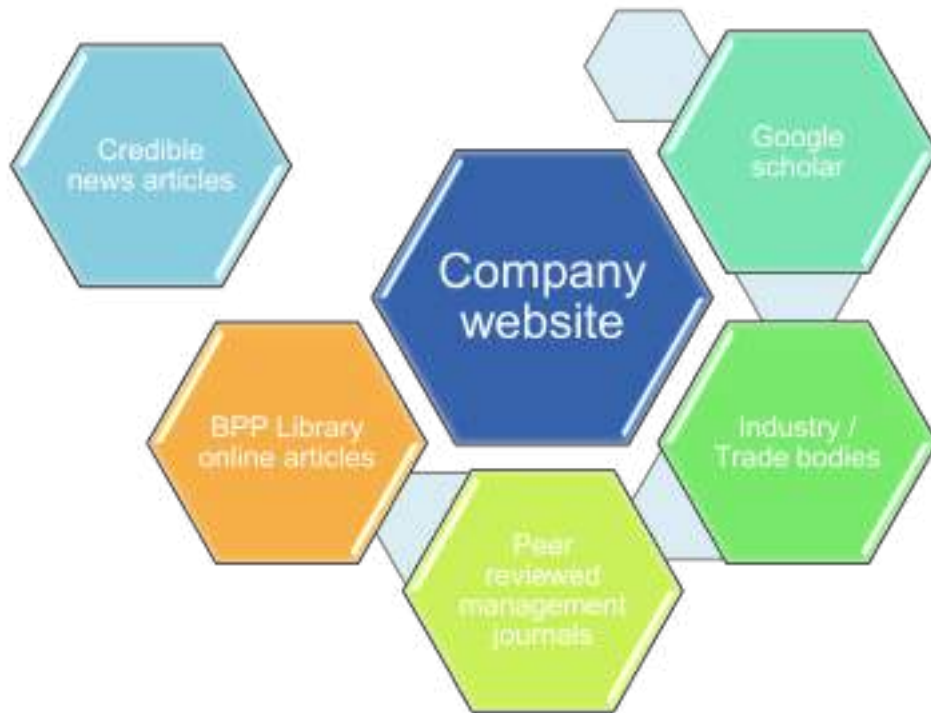 Credible
news articles
Google
scholar
Company
website
BPP Library
online articles
Industry /
Trade bodies
Peer
reviewed
management
journals